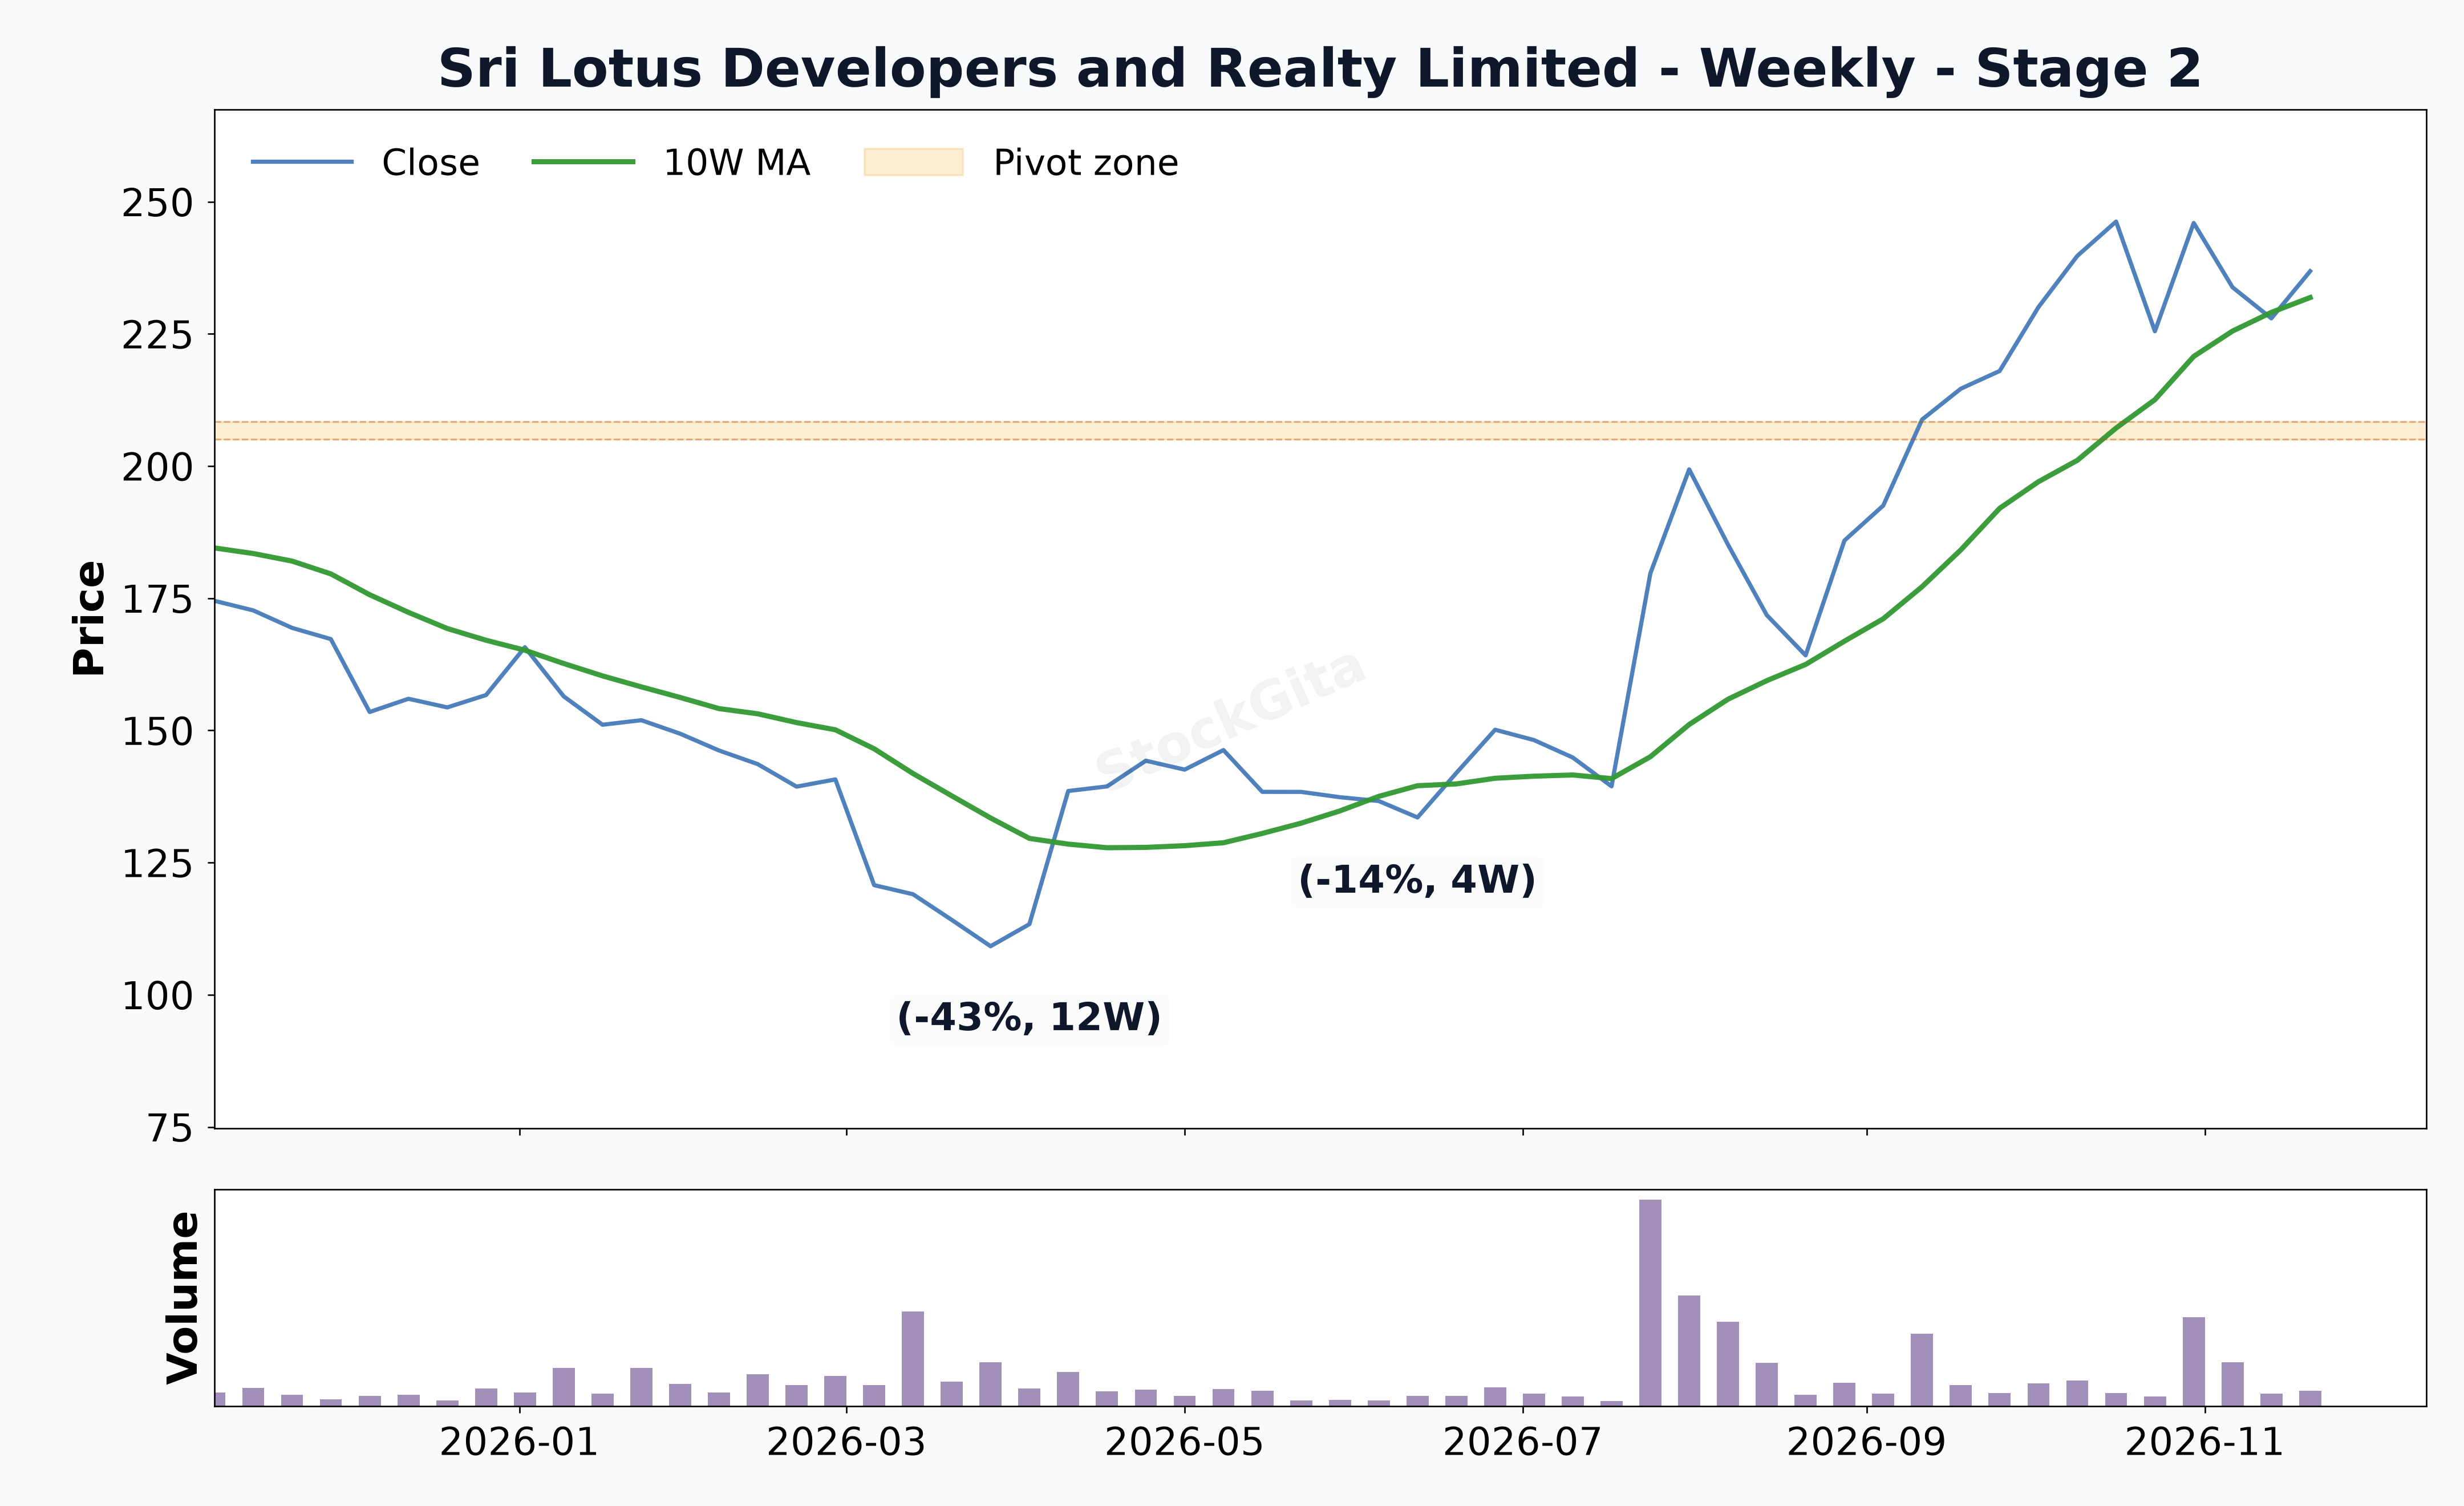 Sri Lotus Developers and Realty Limited - Weekly - Stage 2
Close 10W MA Pivot zone
250
225
200
175
150
125
100
75
Price
StockGita
(-14%, 4W)
(-43%, 12W)
Volume
2026-01 2026-03 2026-05 2026-07 2026-09 2026-11